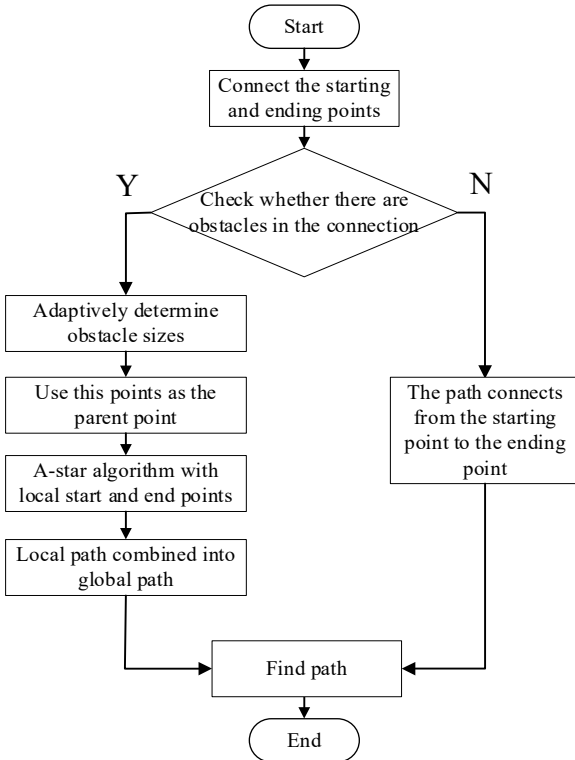 Start
Connect the starting
and ending points
Check whether there are
obstacles in the connection
Y
N
Adaptively determine
obstacle sizes
Use this points as the
parent point
A-star algorithm with
local start and end points
Local path combined into
global path
The path connects
from the starting
point to the ending
point
Find path
End